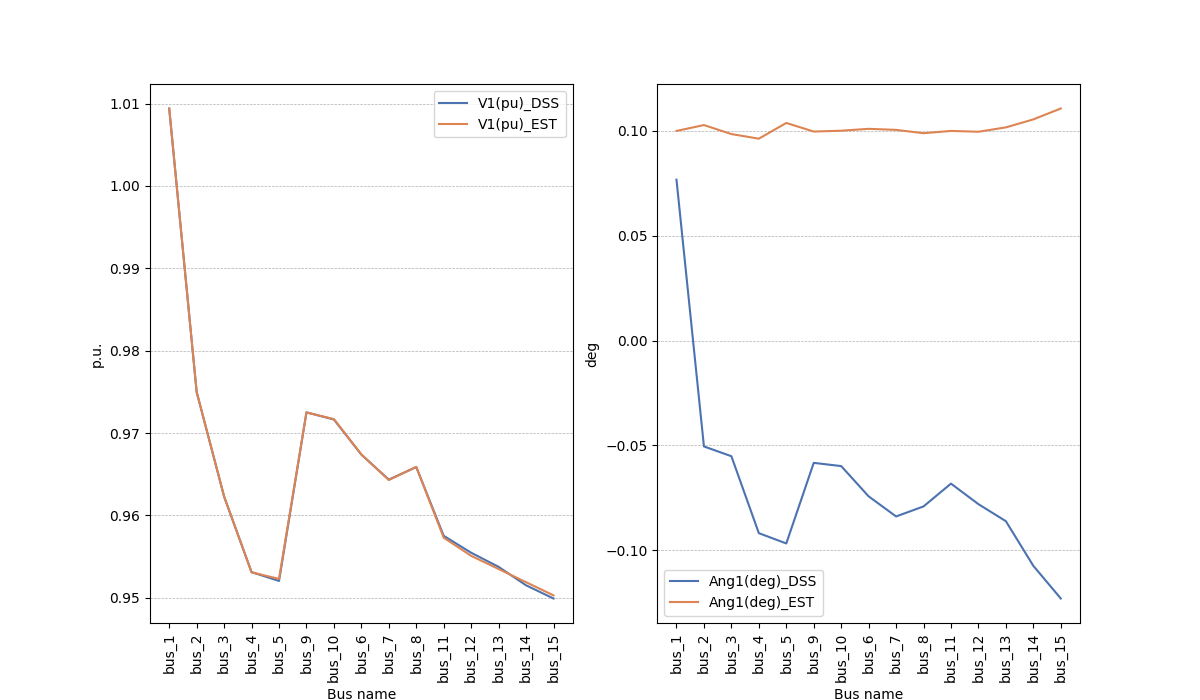 1.01
1.00
0.99
0.98
0.97
0.96
0.95
p.u.
V1(pu)_DSS
V1(pu)_EST
bus_1
bus_2
bus_3
bus_4
bus_5
bus_9
bus_10
bus_6
bus_7
bus_8
bus_11
bus_12
bus_13
bus_14
bus_15
Bus name
0.10
0.05
0.00
−0.05
−0.10
deg
Ang1(deg)_DSS
Ang1(deg)_EST
bus_1
bus_2
bus_3
bus_4
bus_5
bus_9
bus_10
bus_6
bus_7
bus_8
bus_11
bus_12
bus_13
bus_14
bus_15
Bus name